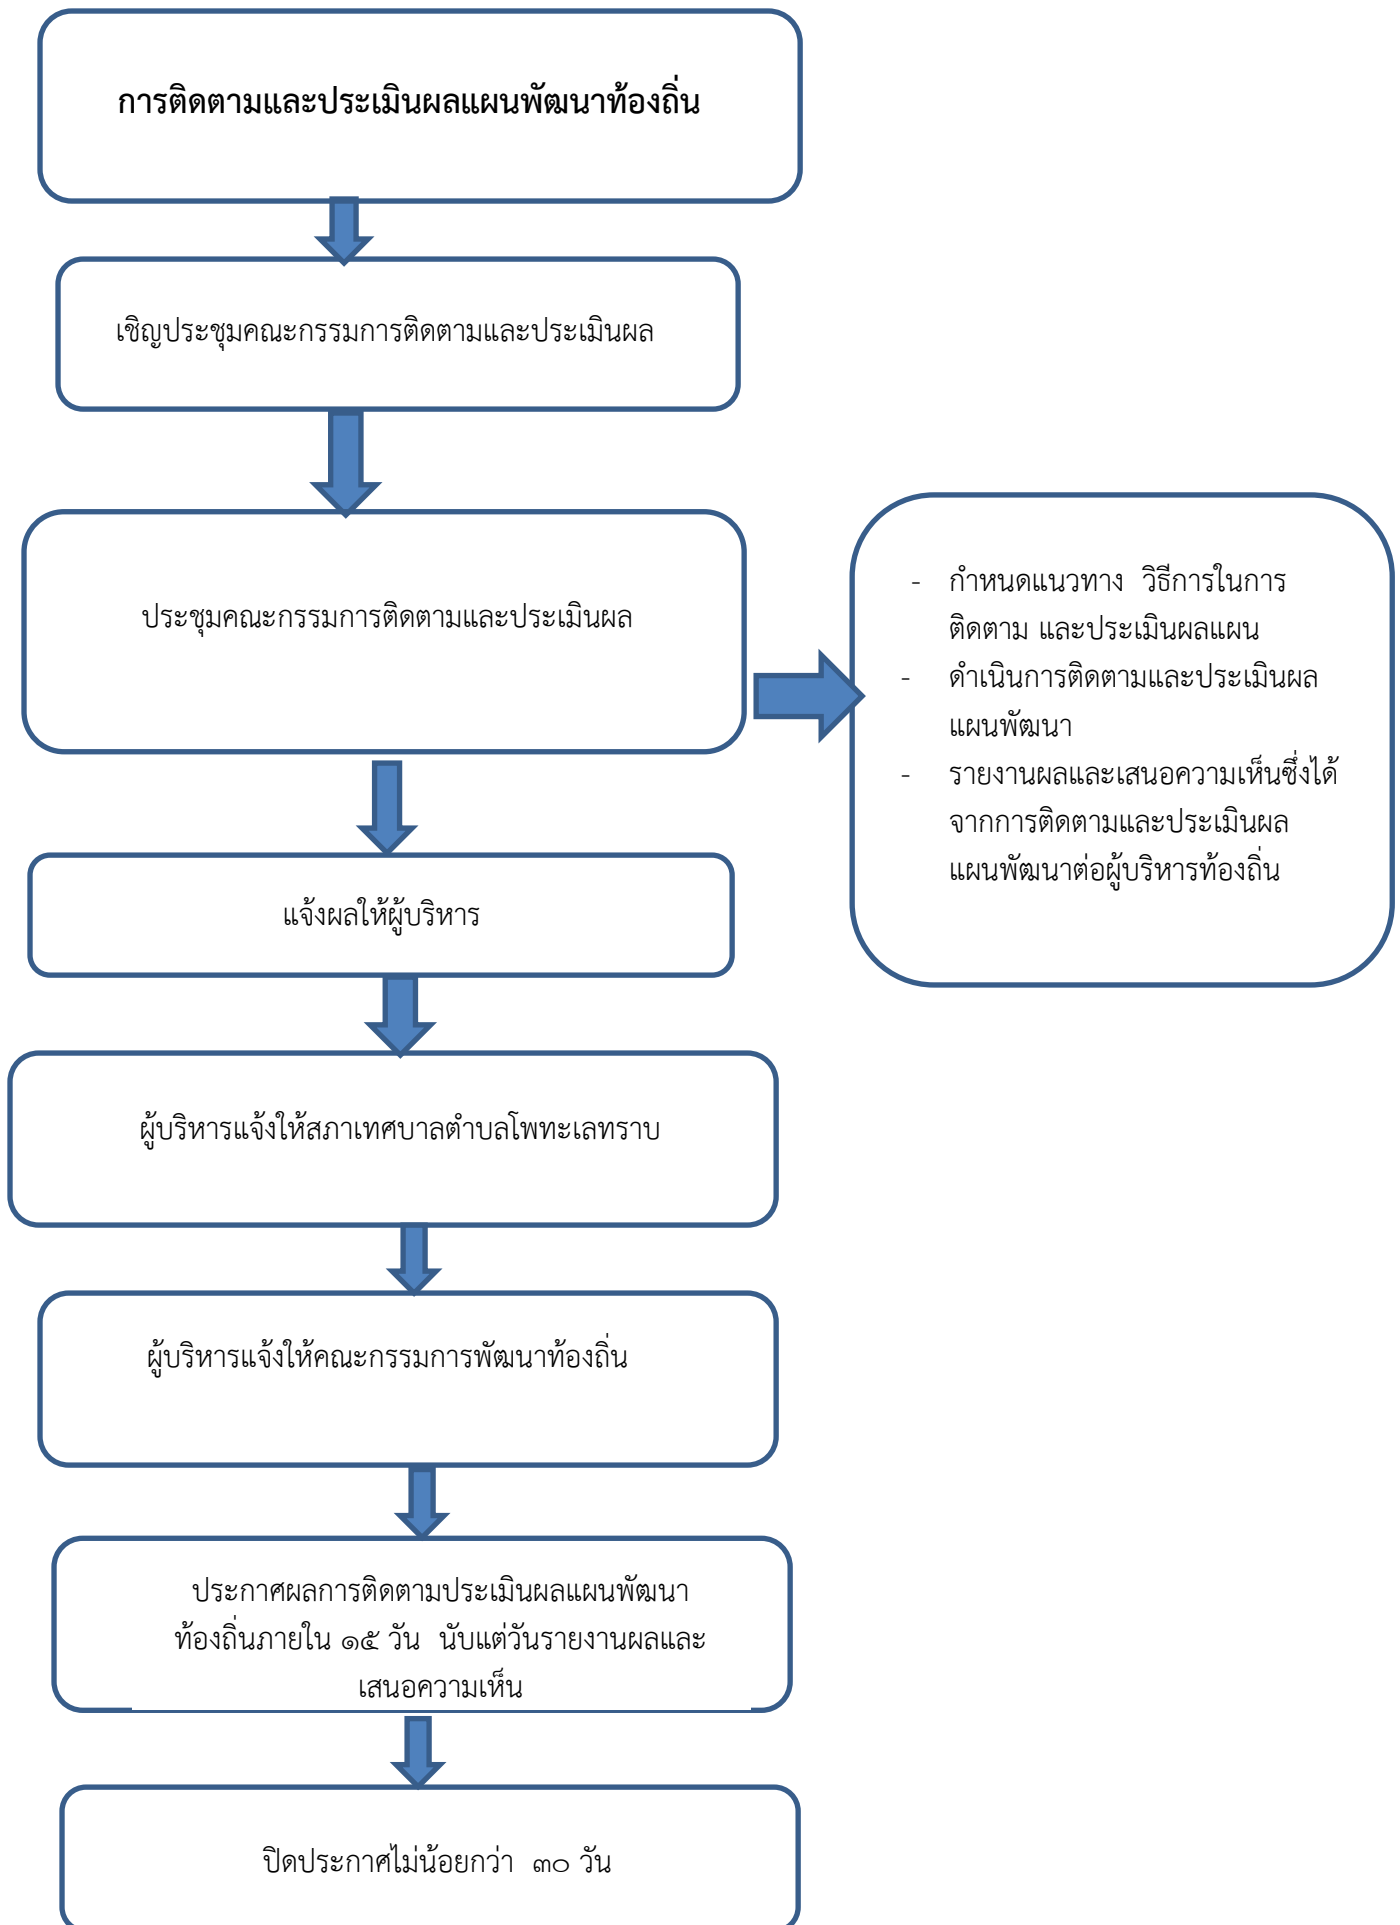 การติดตามและประเมินผลแผนพัฒนาท้องถิ่น
เชิญประชุมคณะกรรมการติดตามและประเมินผล
ประชุมคณะกรรมการติดตามและประเมินผล
- กำหนดแนวทาง วิธีการในการ
ติดตาม และประเมินผลแผน
- ดำเนินการติดตามและประเมินผล
แผนพัฒนา
- รายงานผลและเสนอความเห็นซึ่งได้
จากการติดตามและประเมินผล
แผนพัฒนาต่อผู้บริหารท้องถิ่น
แจ้งผลให้ผู้บริหาร
ผู้บริหารแจ้งให้สภาเทศบาลตำบลโพทะเลทราบ
ผู้บริหารแจ้งให้คณะกรรมการพัฒนาท้องถิ่น
ประกาศผลการติดตามประเมินผลแผนพัฒนา
ท้องถิ่นภายใน ๑๕ วัน นับแต่วันรายงานผลและ
เสนอความเห็น
ปิดประกาศไม่น้อยกว่า ๓๐ วัน